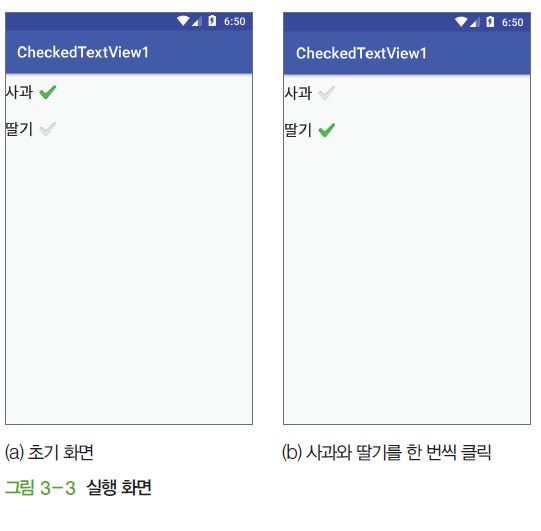 6:50
CheckedTextView1
사과
딸기
6:50
CheckedTextView1
사과
딸기
(a) 초기 화면
(b) 사과와 딸기를 한 번씩 클릭
그림 3-3 실행 화면